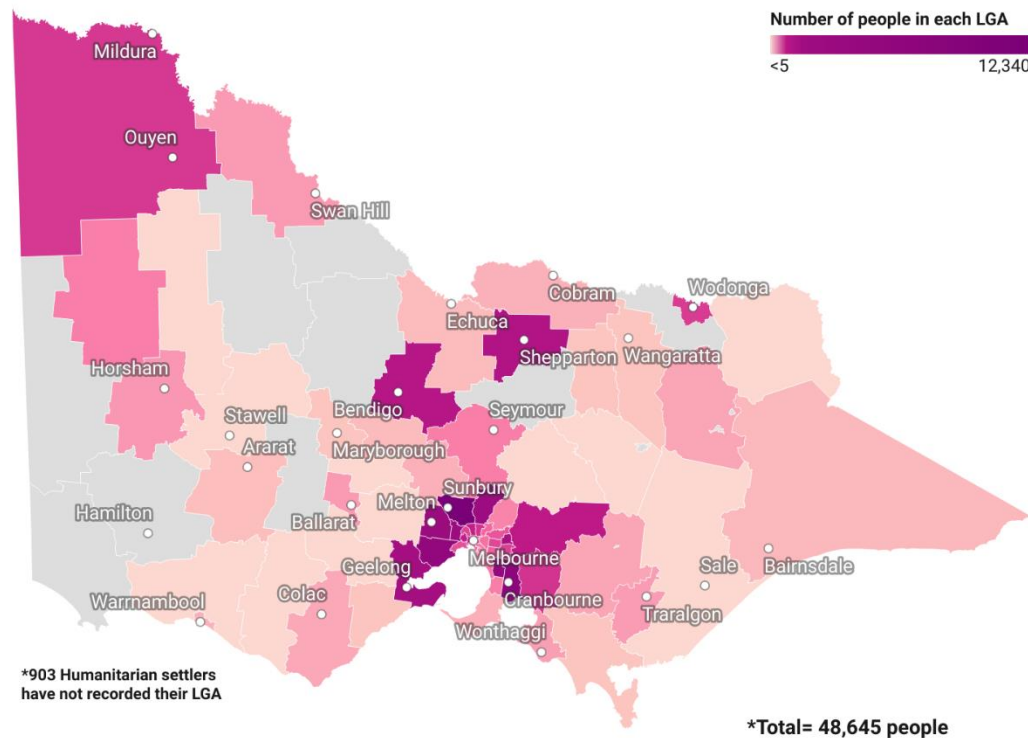 Number of people in each LGA
<5 12,340
Mildura
Ouyen
Swan Hill
Cobram
Wodonga
Echuca
Shepparton
Wangaratta
Horsham
Stawell
Bendigo
Seymour
Ararat
Maryborough
Sunbury
Melton
Hamilton
Ballarat
Melbourne
Geelong
Sale
Bairnsdale
Warrnambool
Colac
Cranbourne
Traralgon
Wonthaggi
*903 Humanitarian settlers
have not recorded their LGA
*Total= 48,645 people